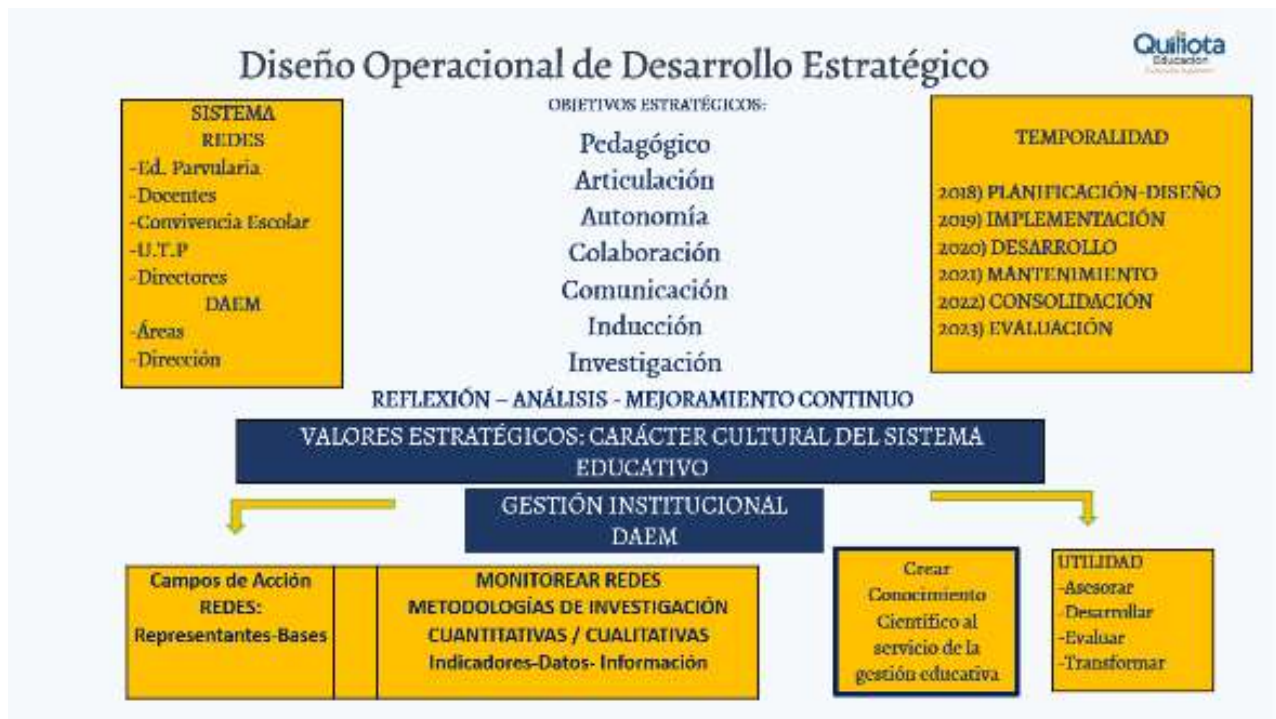 Diseño Operacional de Desarrollo Estratégico
Quillota
Educación
SISTEMA
REDES
-Ed. Parvularia
-Docentes
-Convivencia Escolar
-U.T.P
-Directores
DAEM
-Áreas
-Dirección
OBJETIVOS ESTRATÉGICOS:
Pedagógico
Articulación
Autonomía
Colaboración
Comunicación
Inducción
Investigación
TEMPORALIDAD
2018) PLANIFICACIÓN-DISEÑO
2019) IMPLEMENTACIÓN
2020) DESARROLLO
2021) MANTENIMIENTO
2022) CONSOLIDACIÓN
2023) EVALUACIÓN
REFLEXIÓN – ANÁLISIS - MEJORAMIENTO CONTINUO
VALORES ESTRATÉGICOS: CARÁCTER CULTURAL DEL SISTEMA
EDUCATIVO
GESTIÓN INSTITUCIONAL
DAEM
Campos de Acción
REDES:
Representantes-Bases
MONITOREAR REDES
METODOLOGÍAS DE INVESTIGACIÓN
CUANTITATIVAS / CUALITATIVAS
Indicadores-Datos- Información
Crear
Conocimiento
Científico al
servicio de la
gestión educativa
UTILIDAD
-Asesorar
-Desarrollar
-Evaluar
-Transformar